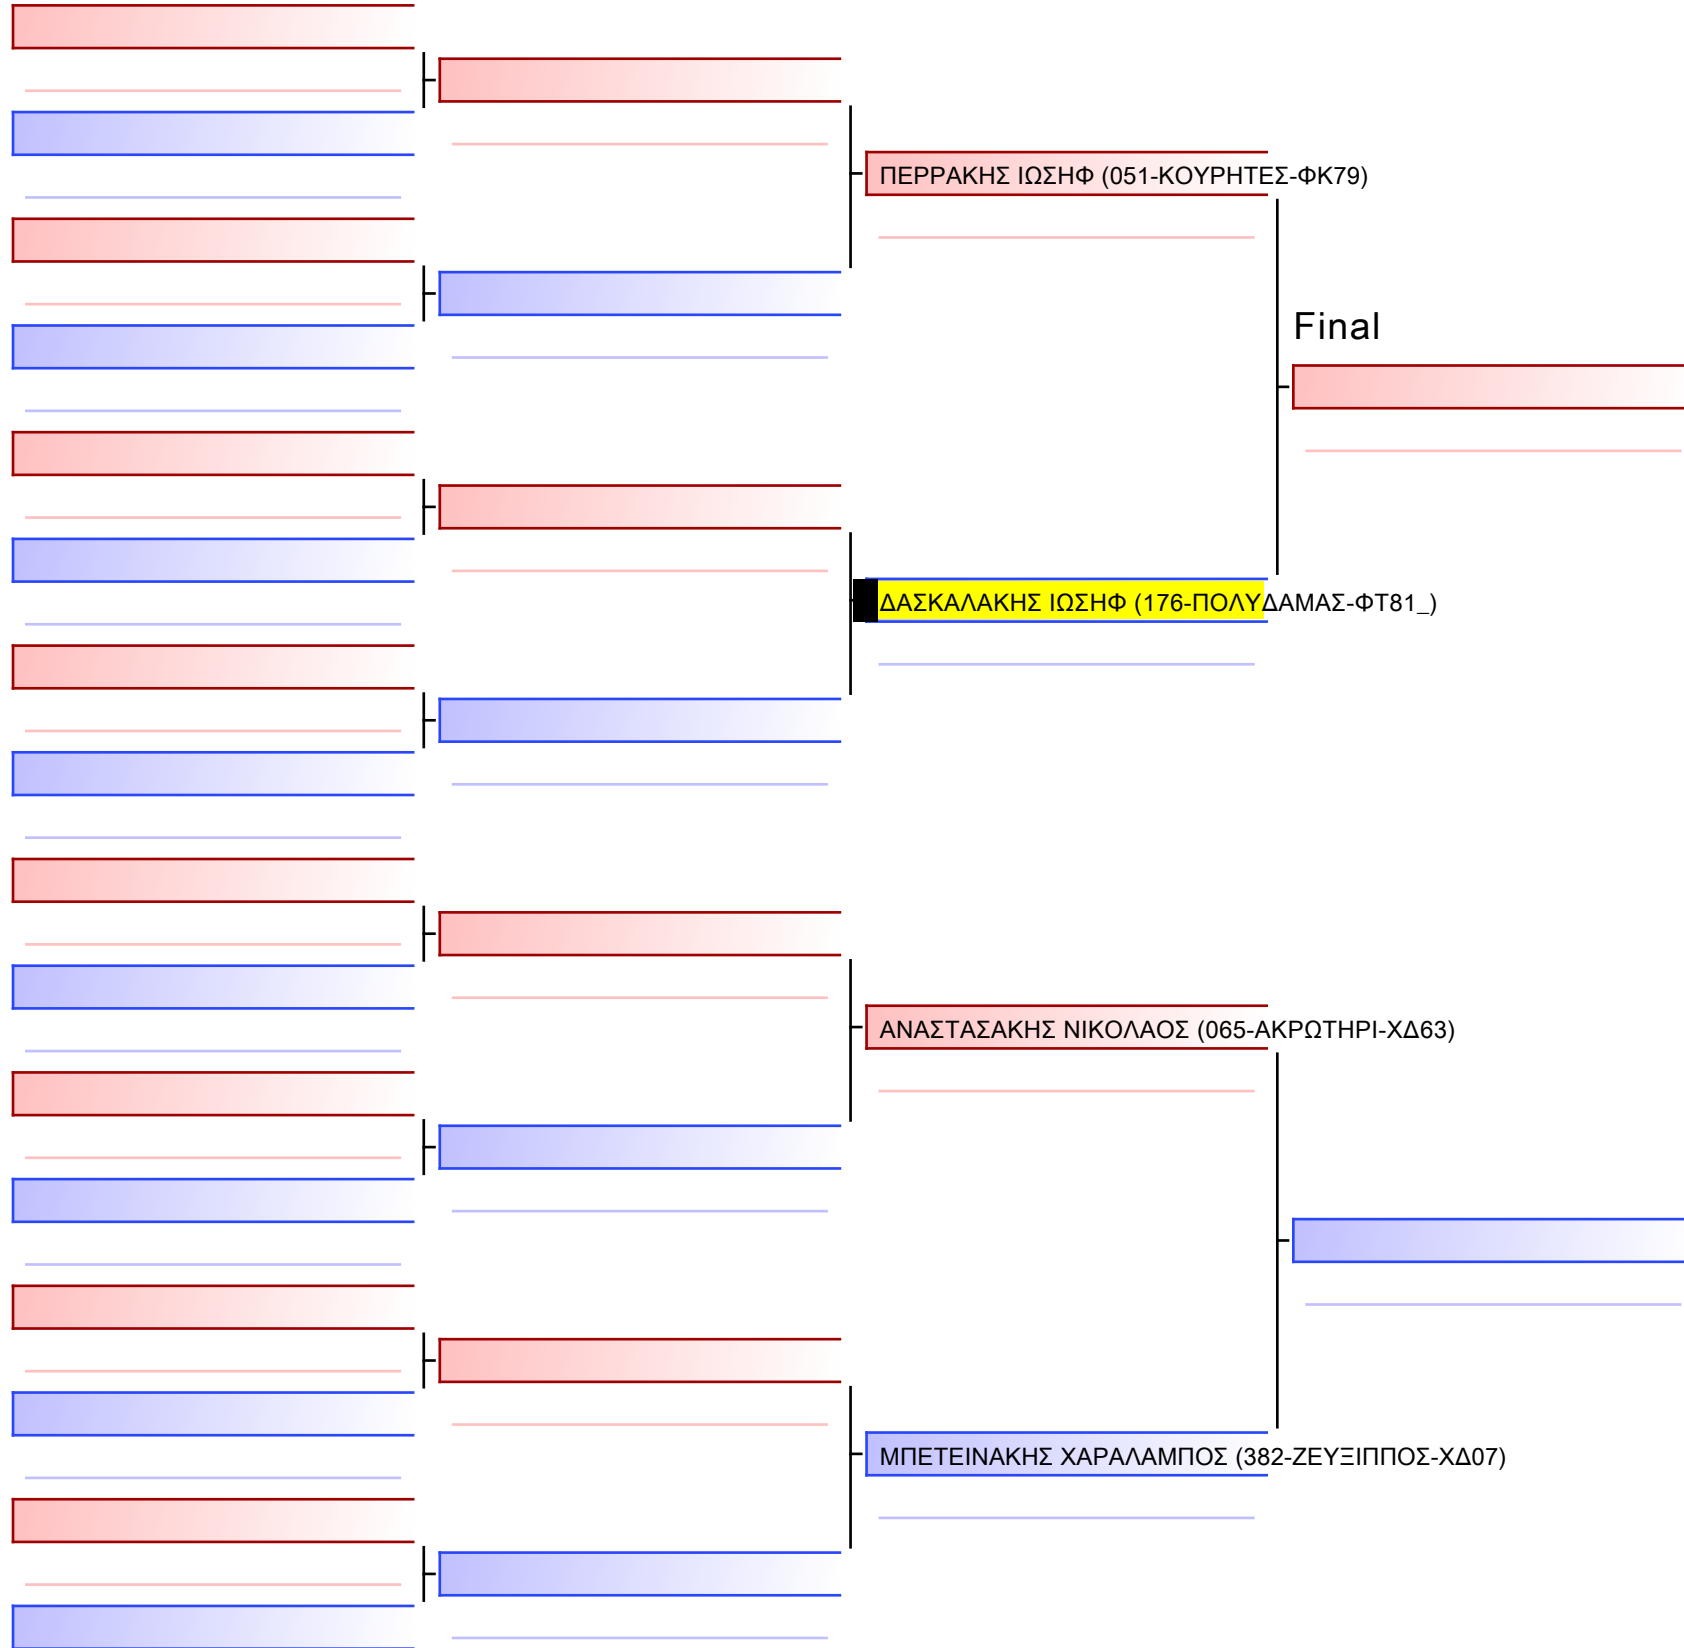 ΠΕΡΡΑΚΗΣ ΙΩΣΗΦ (051-ΚΟΥΡΗΤΕΣ-ΦΚ79)
Final
ΔΑΣΚΑΛΑΚΗΣ ΙΩΣΗΦ (176-ΠΟΛΥΔΑΜΑΣ-ΦΤ81_)
ΑΝΑΣΤΑΣΑΚΗΣ ΝΙΚΟΛΑΟΣ (065-ΑΚΡΩΤΗΡΙ-ΧΔ63)
ΜΠΕΤΕΙΝΑΚΗΣ ΧΑΡΑΛΑΜΠΟΣ (382-ΖΕΥΞΙΠΠΟΣ-ΧΔ07)